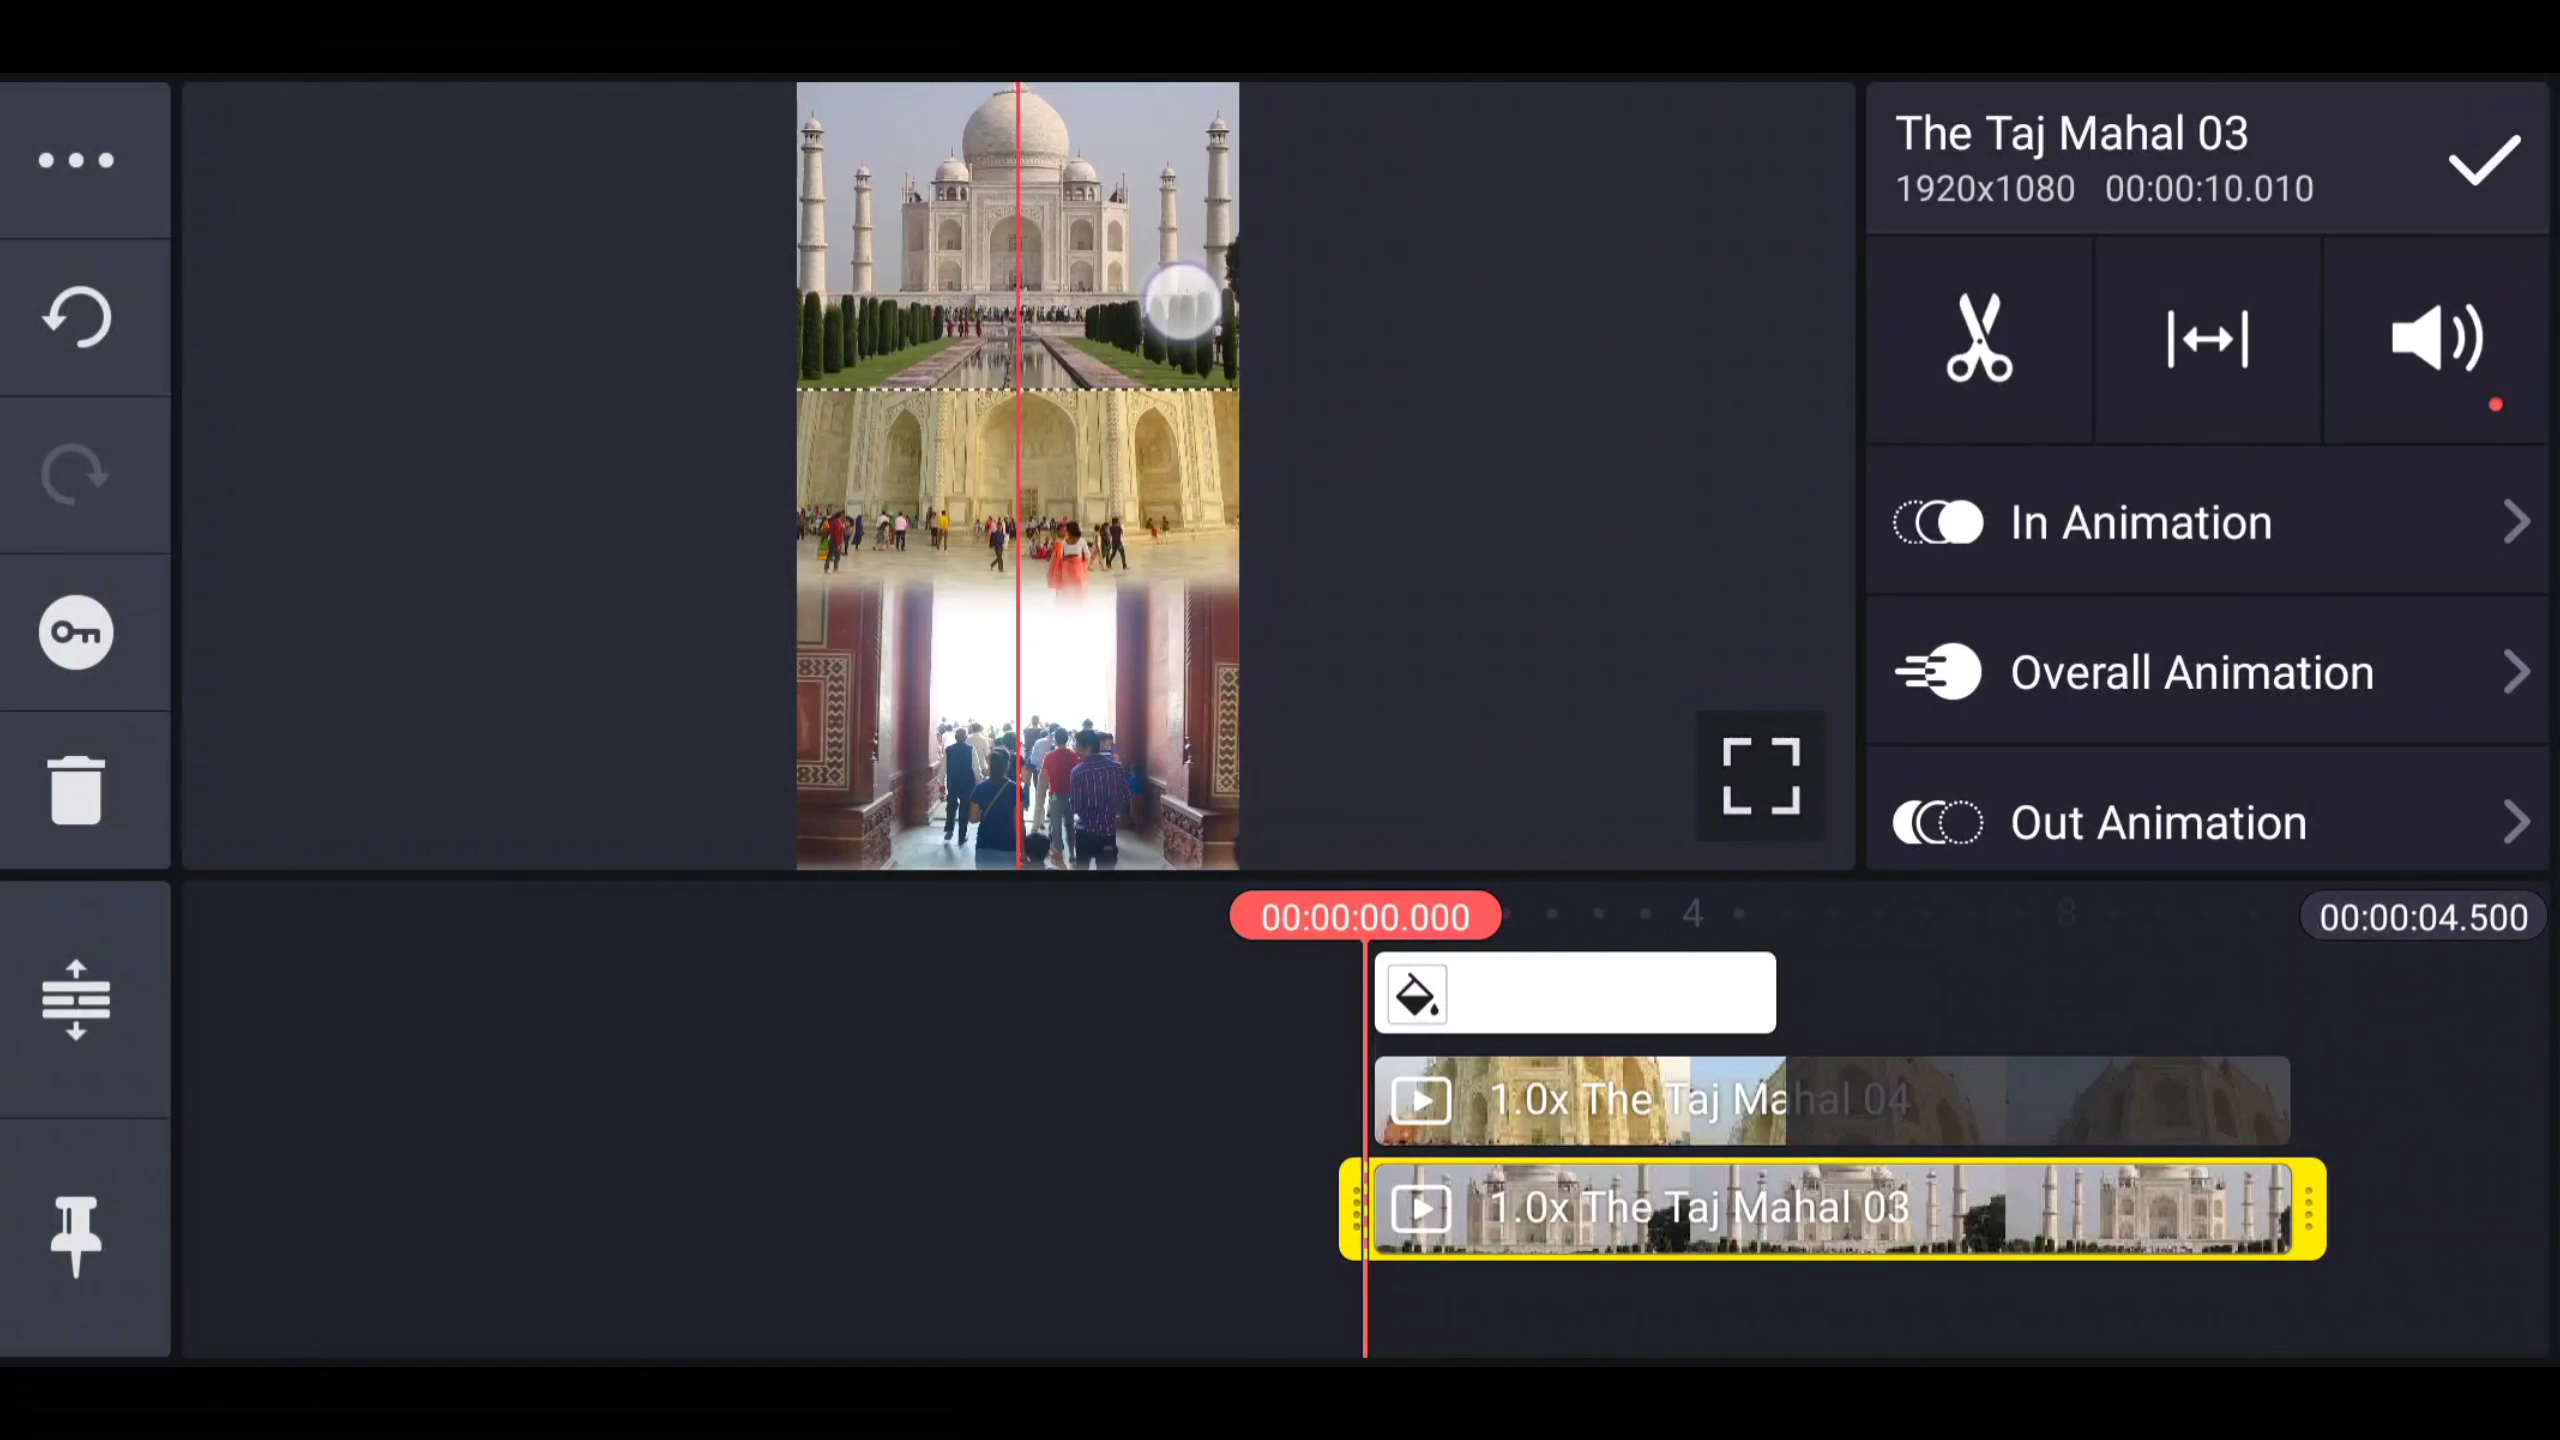 The Taj Mahal 03
1920x1080 00:00:10.010
In Animation
Overall Animation
Out Animation
00:00:00.000
4
8
00:00:04.500
1.0x The Taj Mahal 04
1.0x The Taj Mahal 03